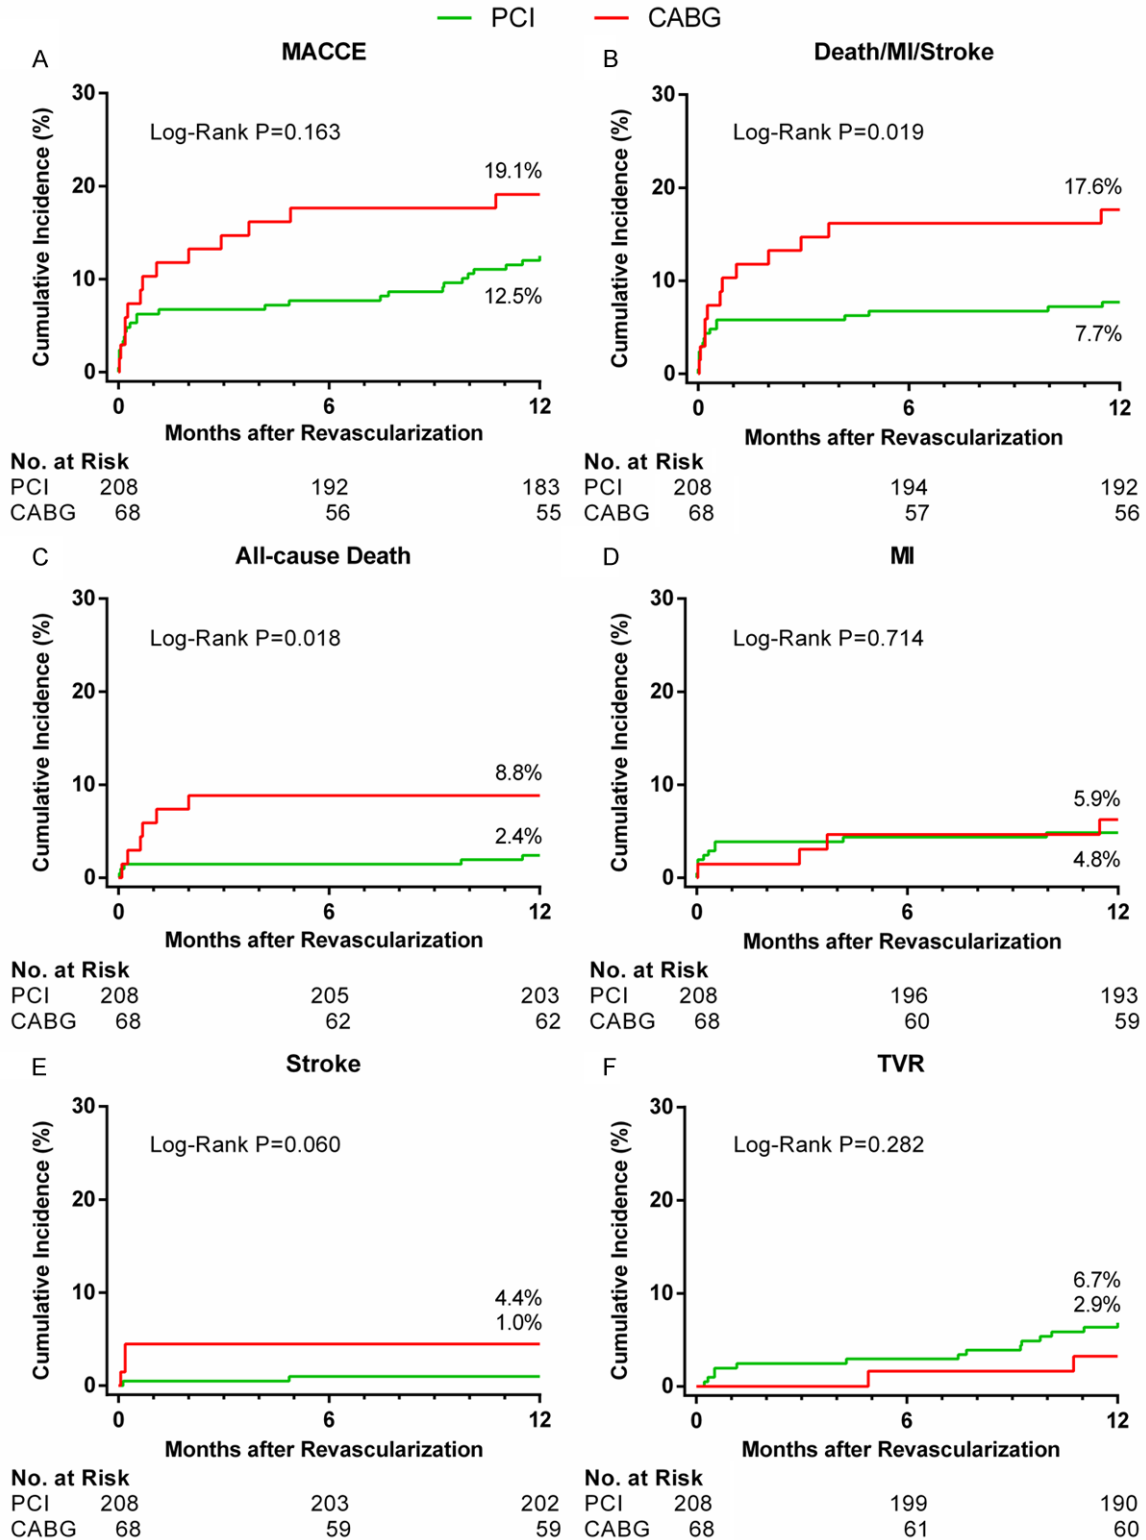 PCI CABG
A MACCE
30
20
10
0
Cumulative Incidence (%)
Log-Rank P=0.163
19.1%
12.5%
0 6 12
Months after Revascularization
No. at Risk
PCI 208 192 183
CABG 68 56 55
B Death/MI/Stroke
30
20
10
0
Cumulative Incidence (%)
Log-Rank P=0.019
17.6%
7.7%
0 6 12
Months after Revascularization
No. at Risk
PCI 208 194 192
CABG 68 57 56
C All-cause Death
30
20
10
0
Cumulative Incidence (%)
Log-Rank P=0.018
8.8%
2.4%
0 6 12
Months after Revascularization
No. at Risk
PCI 208 205 203
CABG 68 62 62
D MI
30
20
10
0
Cumulative Incidence (%)
Log-Rank P=0.714
5.9%
4.8%
0 6 12
Months after Revascularization
No. at Risk
PCI 208 196 193
CABG 68 60 59
E Stroke
30
20
10
0
Cumulative Incidence (%)
Log-Rank P=0.060
4.4%
1.0%
0 6 12
Months after Revascularization
No. at Risk
PCI 208 203 202
CABG 68 59 59
F TVR
30
20
10
0
Cumulative Incidence (%)
Log-Rank P=0.282
6.7%
2.9%
0 6 12
Months after Revascularization
No. at Risk
PCI 208 199 190
CABG 68 61 60